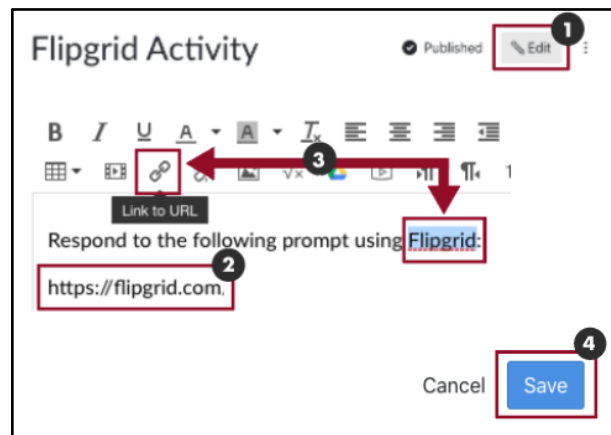 Flipgrid Activity
Published
Edit
1
B I U A A Tx
3
Link to URL
Respond to the following prompt using Flipgrid:
2
https://flipgrid.com.
4
Cancel
Save